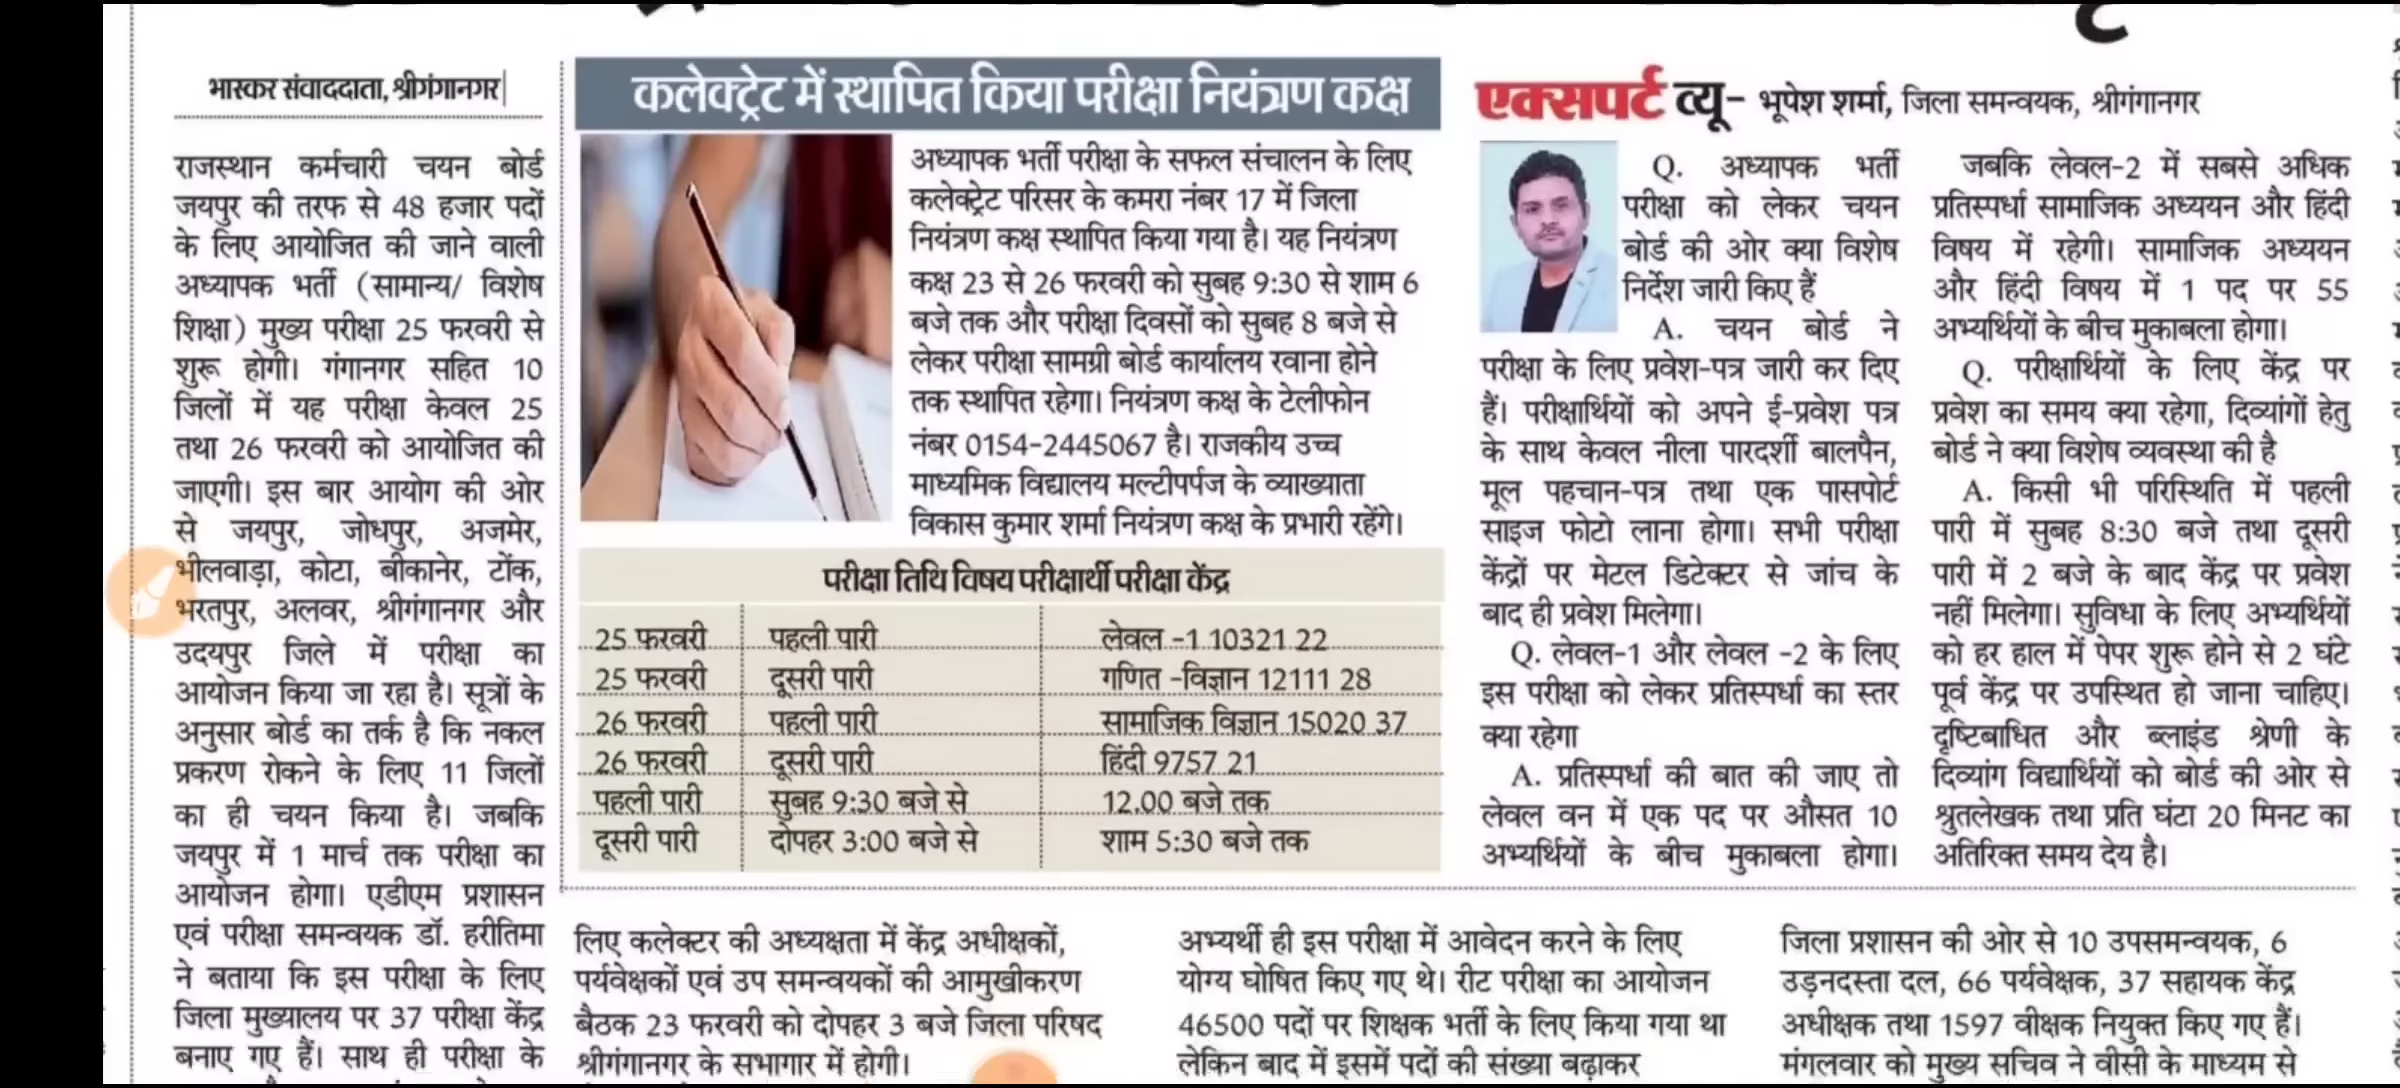 भास्कर संवाददाता, श्रीगंगानगर
राजस्थान कर्मचारी चयन बोर्ड
जयपुर की तरफ से 48 हजार पदों
के लिए आयोजित की जाने वाली
अध्यापक भर्ती (सामान्य/ विशेष
शिक्षा) मुख्य परीक्षा 25 फरवरी से
शुरू होगी। गंगानगर सहित 10
जिलों में यह परीक्षा केवल 25
तथा 26 फरवरी को आयोजित की
जाएगी। इस बार आयोग की ओर
से जयपुर, जोधपुर, अजमेर,
भीलवाड़ा, कोटा, बीकानेर, टोंक,
भरतपुर, अलवर, श्रीगंगानगर और
उदयपुर जिले में परीक्षा का
आयोजन किया जा रहा है। सूत्रों के
अनुसार बोर्ड का तर्क है कि नकल
प्रकरण रोकने के लिए 11 जिलों
का ही चयन किया है। जबकि
जयपुर में 1 मार्च तक परीक्षा का
आयोजन होगा। एडीएम प्रशासन
एवं परीक्षा समन्वयक डॉ. हरीतिमा
ने बताया कि इस परीक्षा के लिए
जिला मुख्यालय पर 37 परीक्षा केंद्र
बनाए गए हैं। साथ ही परीक्षा के
कलेक्ट्रेट में स्थापित किया परीक्षा नियंत्रण कक्ष
अध्यापक भर्ती परीक्षा के सफल संचालन के लिए
कलेक्ट्रेट परिसर के कमरा नंबर 17 में जिला
नियंत्रण कक्ष स्थापित किया गया है। यह नियंत्रण
कक्ष 23 से 26 फरवरी को सुबह 9:30 से शाम 6
बजे तक और परीक्षा दिवसों को सुबह 8 बजे से
लेकर परीक्षा सामग्री बोर्ड कार्यालय रवाना होने
तक स्थापित रहेगा। नियंत्रण कक्ष के टेलीफोन
नंबर 0154-2445067 है। राजकीय उच्च
माध्यमिक विद्यालय मल्टीपर्पज के व्याख्याता
विकास कुमार शर्मा नियंत्रण कक्ष के प्रभारी रहेंगे।
परीक्षा तिथि विषय परीक्षार्थी परीक्षा केंद्र
25 फरवरी पहली पारी लेवल -1 10321 22
25 फरवरी दूसरी पारी गणित -विज्ञान 12111 28
26 फरवरी पहली पारी सामाजिक विज्ञान 15020 37
26 फरवरी दूसरी पारी हिंदी 9757 21
पहली पारी सुबह 9:30 बजे से 12.00 बजे तक
दूसरी पारी दोपहर 3:00 बजे से शाम 5:30 बजे तक
एक्सपर्ट व्यू- भूपेश शर्मा, जिला समन्वयक, श्रीगंगानगर
Q. अध्यापक भर्ती
परीक्षा को लेकर चयन
बोर्ड की ओर क्या विशेष
निर्देश जारी किए हैं
A. चयन बोर्ड ने
परीक्षा के लिए प्रवेश-पत्र जारी कर दिए
हैं। परीक्षार्थियों को अपने ई-प्रवेश पत्र
के साथ केवल नीला पारदर्शी बालपैन,
मूल पहचान-पत्र तथा एक पासपोर्ट
साइज फोटो लाना होगा। सभी परीक्षा
केंद्रों पर मेटल डिटेक्टर से जांच के
बाद ही प्रवेश मिलेगा।
Q. लेवल-1 और लेवल -2 के लिए
इस परीक्षा को लेकर प्रतिस्पर्धा का स्तर
क्या रहेगा
A. प्रतिस्पर्धा की बात की जाए तो
लेवल वन में एक पद पर औसत 10
अभ्यर्थियों के बीच मुकाबला होगा।
जबकि लेवल-2 में सबसे अधिक
प्रतिस्पर्धा सामाजिक अध्ययन और हिंदी
विषय में रहेगी। सामाजिक अध्ययन
और हिंदी विषय में 1 पद पर 55
अभ्यर्थियों के बीच मुकाबला होगा।
Q. परीक्षार्थियों के लिए केंद्र पर
प्रवेश का समय क्या रहेगा, दिव्यांगों हेतु
बोर्ड ने क्या विशेष व्यवस्था की है
A. किसी भी परिस्थिति में पहली
पारी में सुबह 8:30 बजे तथा दूसरी
पारी में 2 बजे के बाद केंद्र पर प्रवेश
नहीं मिलेगा। सुविधा के लिए अभ्यर्थियों
को हर हाल में पेपर शुरू होने से 2 घंटे
पूर्व केंद्र पर उपस्थित हो जाना चाहिए।
दृष्टिबाधित और ब्लाइंड श्रेणी के
दिव्यांग विद्यार्थियों को बोर्ड की ओर से
श्रुतलेखक तथा प्रति घंटा 20 मिनट का
अतिरिक्त समय देय है।
लिए कलेक्टर की अध्यक्षता में केंद्र अधीक्षकों,
पर्यवेक्षकों एवं उप समन्वयकों की आमुखीकरण
बैठक 23 फरवरी को दोपहर 3 बजे जिला परिषद
श्रीगंगानगर के सभागार में होगी।
अभ्यर्थी ही इस परीक्षा में आवेदन करने के लिए
योग्य घोषित किए गए थे। रीट परीक्षा का आयोजन
46500 पदों पर शिक्षक भर्ती के लिए किया गया था
लेकिन बाद में इसमें पदों की संख्या बढ़ाकर
जिला प्रशासन की ओर से 10 उपसमन्वयक, 6
उड़नदस्ता दल, 66 पर्यवेक्षक, 37 सहायक केंद्र
अधीक्षक तथा 1597 वीक्षक नियुक्त किए गए हैं।
मंगलवार को मुख्य सचिव ने वीसी के माध्यम से